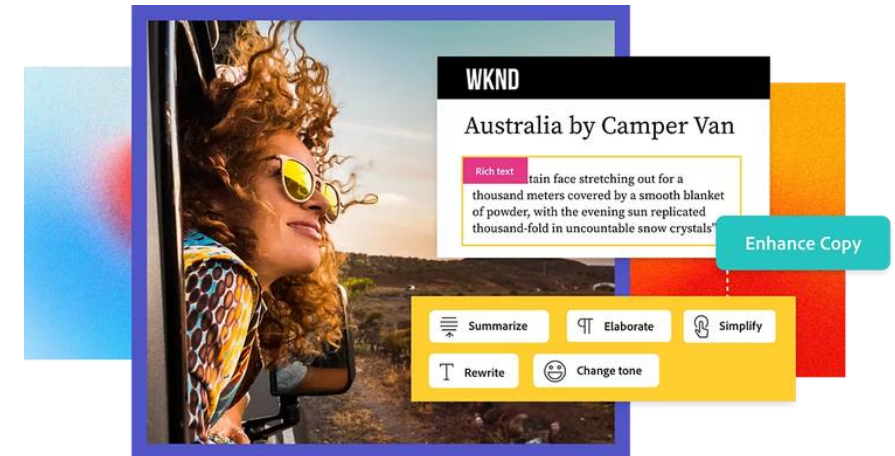 WKND
Australia by Camper Van
Rich text
tain face stretching out for a
thousand meters covered by a smooth blanket
of powder, with the evening sun replicated
thousand-fold in uncountable snow crystals"
Enhance Copy
Summarize
Elaborate
Simplify
Rewrite
Change tone